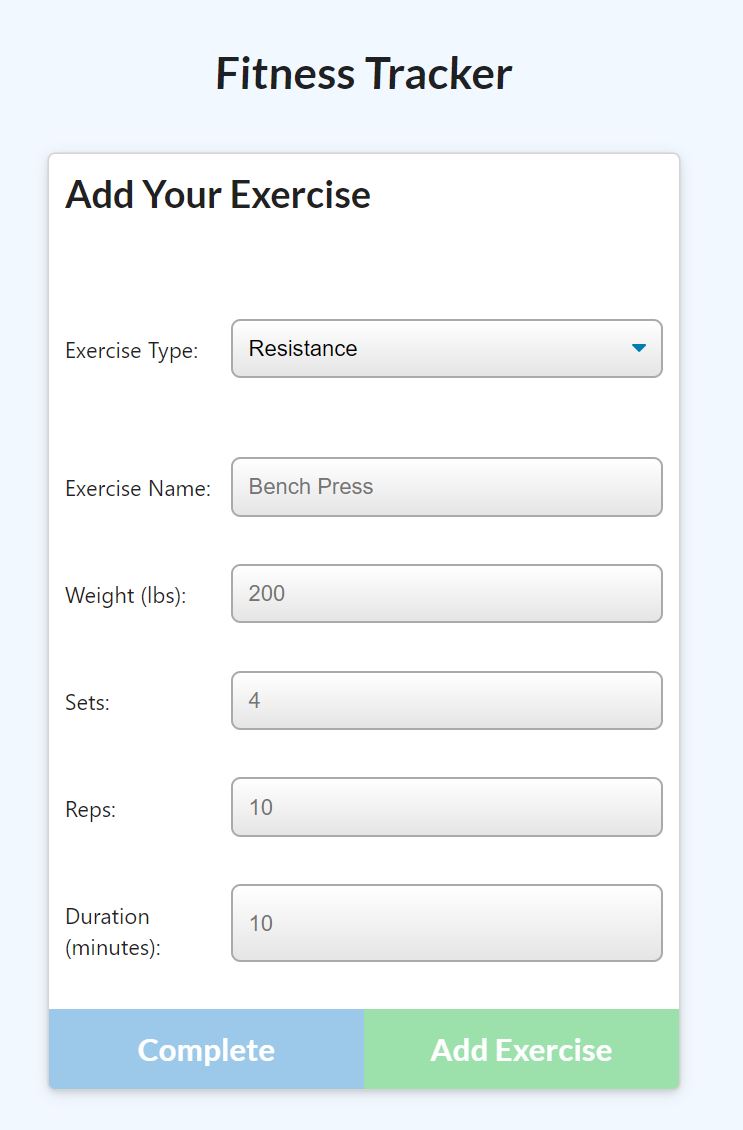 Fitness Tracker
Add Your Exercise
Exercise Type:
Resistance
Exercise Name:
Bench Press
Weight (lbs):
200
Sets:
4
Reps:
10
Duration
(minutes):
10
Complete
Add Exercise